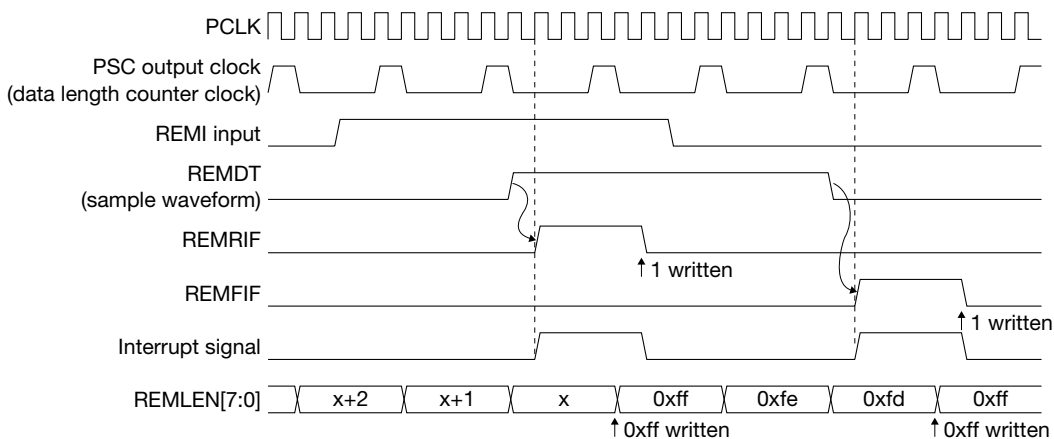 PCLK
PSC output clock
(data length counter clock)
REMI input
REMDT
(sample waveform)
REMRIF
1 written
REMFIF
1 written
Interrupt signal
REMLEN[7:0] x+2 x+1 x 0xff 0xfe 0xfd 0xff
0xff written 0xff written